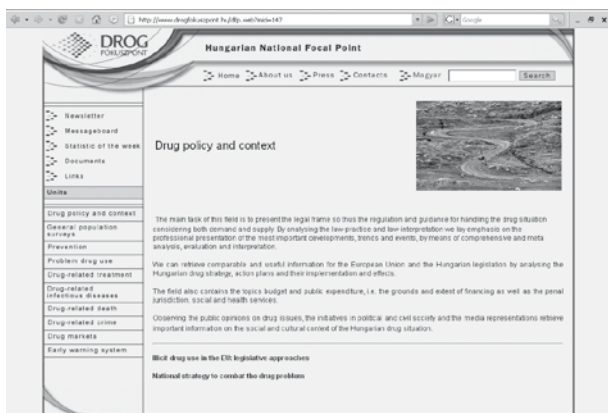 http://www.drogfokuszpont.hu/dltp_web?mid=147
Google
DROG
FÓKUSZPONT
Hungarian National Focal Point
Home About us Press Contacts Magyar Search
Newsletter
Messageboard
Statistic of the week
Documents
Links
Units
Drug policy and context
General population
surveys
Prevention
Problem drug use
Drug-related treatment
Drug-related
infectious diseases
Drug-related death
Drug-related crime
Drug markets
Early warning system
Drug policy and context
The main task of this field is to present the legal frame so thus the regulation and guidance for handling the drug situation
considering both demand and supply. By analysing the law-practice and law-interpretation we lay emphasis on the
professional presentation of the most important developments, trends and events, by means of comprehensive and meta
analysis, evaluation and interpretation.
We can retrieve comparable and useful information for the European Union and the Hungarian legislation by analysing the
Hungarian drug strategy, action plans and their implementation and effects.
The field also contains the topics budget and public expenditure, i.e. the grounds and extent of financing as well as the penal
jurisdiction, social and health services.
Observing the public opinions on drug issues, the initiatives in political and civil society and the media representations retrieve
important information on the social and cultural context of the Hungarian drug situation.
Illicit drug use in the EU: legislative approaches
National strategy to combat the drug problem